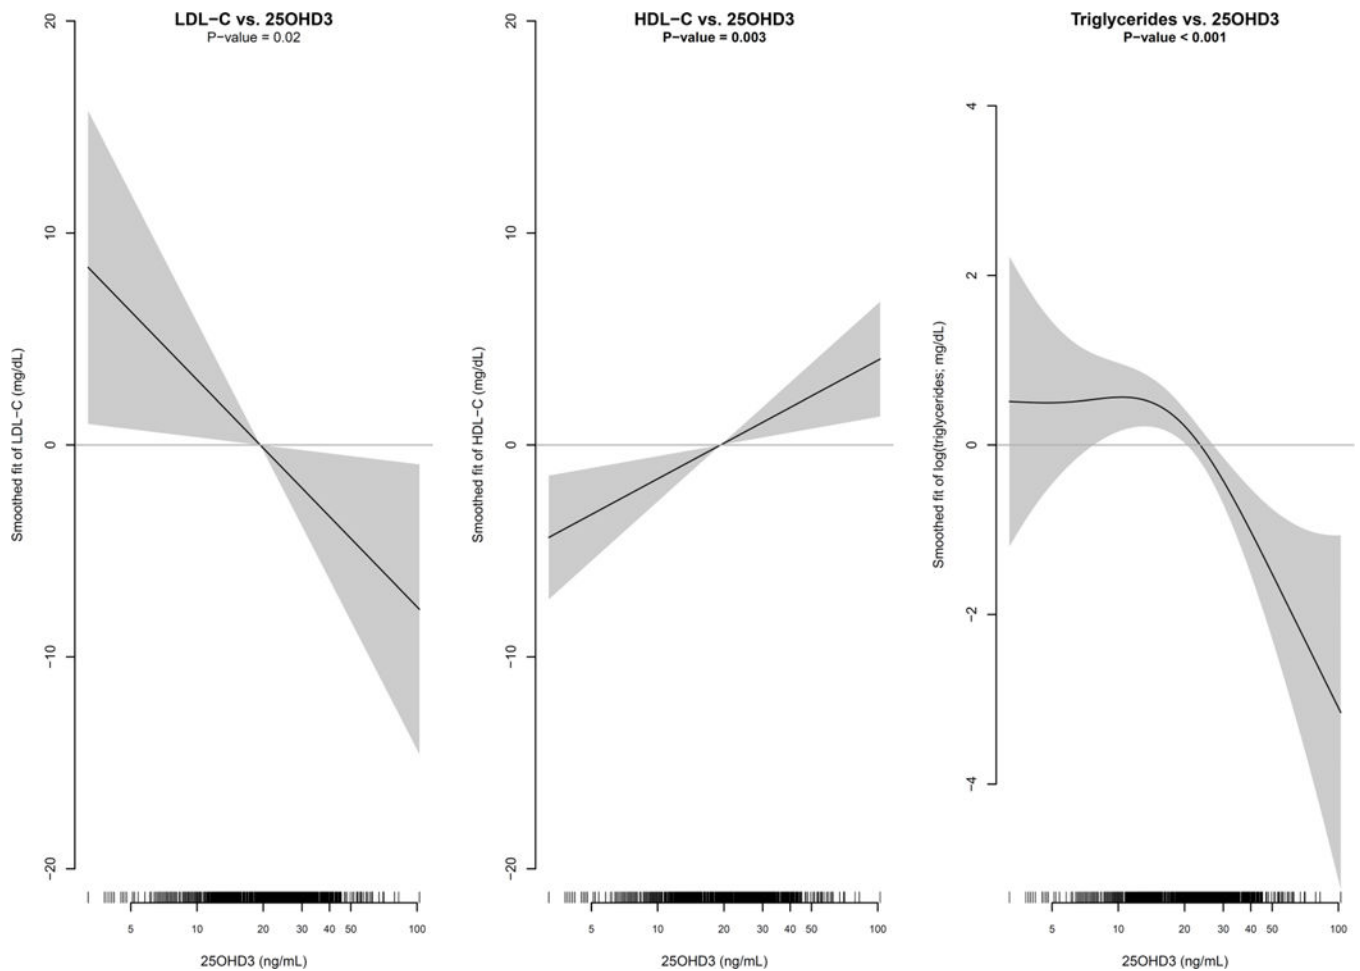 LDL−C vs. 25OHD3
P−value = 0.02
20
10
0
−10
−20
Smoothed fit of LDL−C (mg/dL)
5 10 20 30 40 50 100
25OHD3 (ng/mL)
HDL−C vs. 25OHD3
P−value = 0.003
20
10
0
−10
−20
Smoothed fit of HDL−C (mg/dL)
5 10 20 30 40 50 100
25OHD3 (ng/mL)
Triglycerides vs. 25OHD3
P−value < 0.001
4
2
0
−2
−4
Smoothed fit of log(triglycerides; mg/dL)
5 10 20 30 40 50 100
25OHD3 (ng/mL)